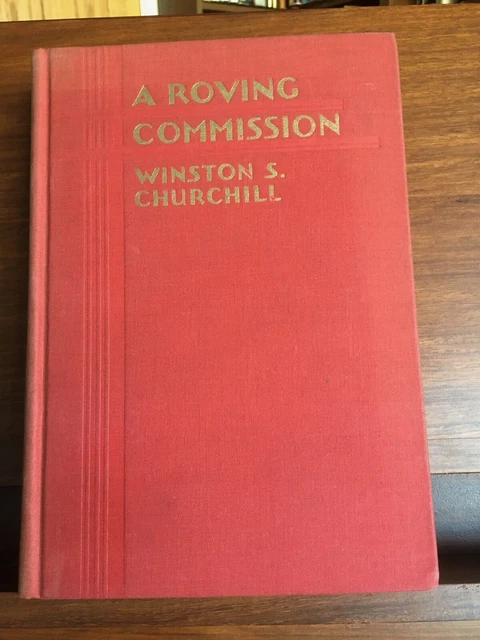 A ROVING
COMMISSION
WINSTON S.
CHURCHILL